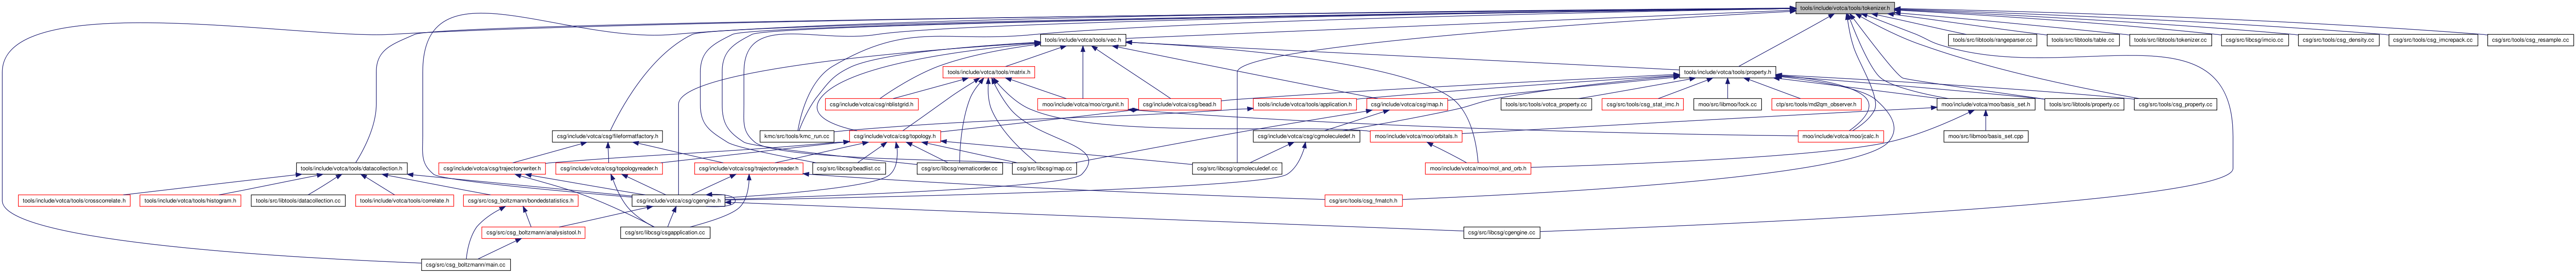 tools/include/votca/tools/tokenizer.h
tools/include/votca/tools/vec.h
tools/src/libtools/rangeparser.cc
tools/src/libtools/table.cc
tools/src/libtools/tokenizer.cc
csg/src/libcsg/imcio.cc
csg/src/tools/csg_density.cc
csg/src/tools/csg_imcrepack.cc
csg/src/tools/csg_resample.cc
tools/include/votca/tools/matrix.h
tools/include/votca/tools/property.h
csg/include/votca/csg/nblistgrid.h
moo/include/votca/moo/crgunit.h
csg/include/votca/csg/bead.h
tools/include/votca/tools/application.h
csg/include/votca/csg/map.h
tools/src/tools/votca_property.cc
csg/src/tools/csg_stat_imc.h
moo/src/libmoo/fock.cc
ctp/src/tools/md2qm_observer.h
moo/include/votca/moo/basis_set.h
tools/src/libtools/property.cc
csg/src/tools/csg_property.cc
csg/include/votca/csg/fileformatfactory.h
kmc/src/tools/kmc_run.cc
csg/include/votca/csg/topology.h
csg/include/votca/csg/cgmoleculedef.h
moo/include/votca/moo/orbitals.h
moo/include/votca/moo/jcalc.h
moo/src/libmoo/basis_set.cpp
tools/include/votca/tools/datacollection.h
csg/include/votca/csg/trajectorywriter.h
csg/include/votca/csg/topologyreader.h
csg/include/votca/csg/trajectoryreader.h
csg/src/libcsg/beadlist.cc
csg/src/libcsg/nematicorder.cc
csg/src/libcsg/map.cc
csg/src/libcsg/cgmoleculedef.cc
moo/include/votca/moo/mol_and_orb.h
tools/include/votca/tools/crosscorrelate.h
tools/include/votca/tools/histogram.h
tools/src/libtools/datacollection.cc
tools/include/votca/tools/correlate.h
csg/src/csg_boltzmann/bondedstatistics.h
csg/include/votca/csg/cgengine.h
csg/src/tools/csg_fmatch.h
csg/src/csg_boltzmann/analysistool.h
csg/src/libcsg/csgapplication.cc
csg/src/libcsg/cgengine.cc
csg/src/csg_boltzmann/main.cc